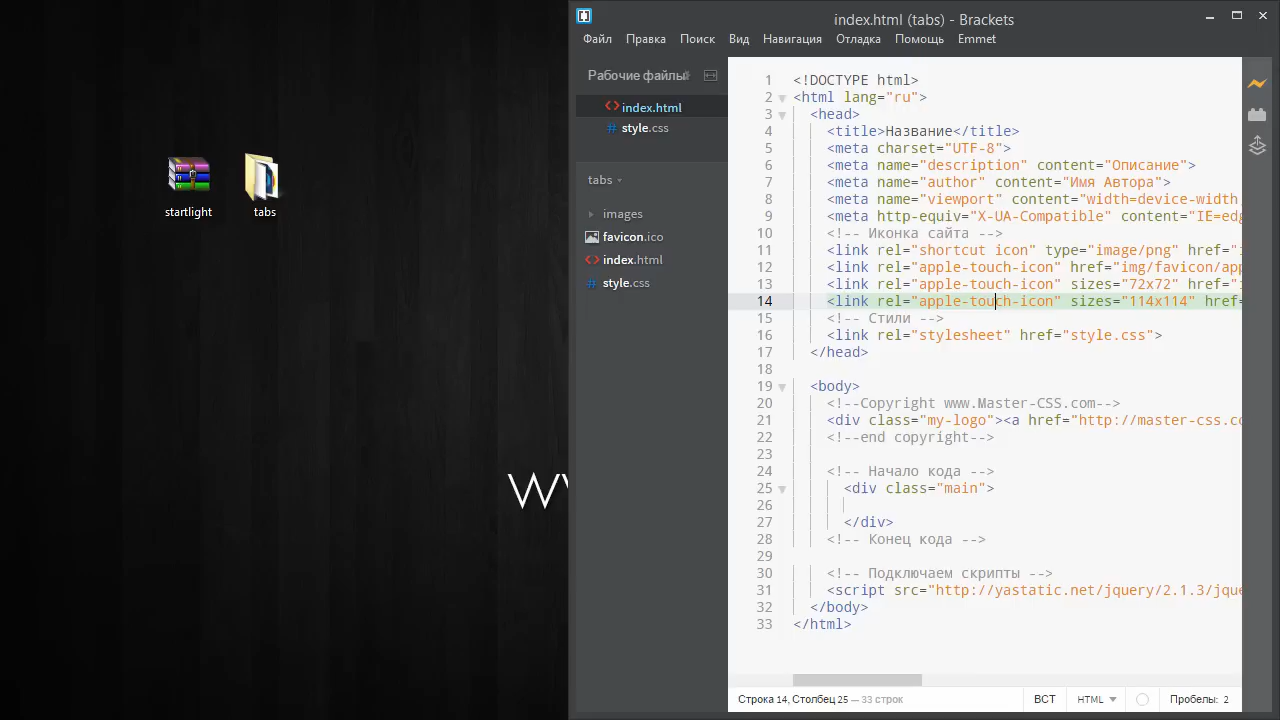 index.html (tabs) - Brackets
Файл Правка Поиск Вид Навигация Отладка Помощь Emmet
Рабочие файлы
index.html
style.css
tabs
images
favicon.ico
index.html
style.css
startlight
tabs
1 <!DOCTYPE html>
2 <html lang="ru">
3 <head>
4 <title>Название</title>
5 <meta charset="UTF-8">
6 <meta name="description" content="Описание">
7 <meta name="author" content="Имя Автора">
8 <meta name="viewport" content="width=device-width
9 <meta http-equiv="X-UA-Compatible" content="IE=edg
10 <!-- Иконка сайта -->
11 <link rel="shortcut icon" type="image/png" href="i
12 <link rel="apple-touch-icon" href="img/favicon/app
13 <link rel="apple-touch-icon" sizes="72x72" href="i
14 <link rel="apple-touch-icon" sizes="114x114" href=
15 <!-- Стили -->
16 <link rel="stylesheet" href="style.css">
17 </head>
18
19 <body>
20 <!--Copyright www.Master-CSS.com-->
21 <div class="my-logo"><a href="http://master-css.co
22 <!--end copyright-->
23
24 <!-- Начало кода -->
25 <div class="main">
26
27 </div>
28 <!-- Конец кода -->
29
30 <!-- Подключаем скрипты -->
31 <script src="http://yastatic.net/jquery/2.1.3/jque
32 </body>
33 </html>
Строка 14, Столбец 25 — 33 строк ВСТ HTML Пробелы: 2